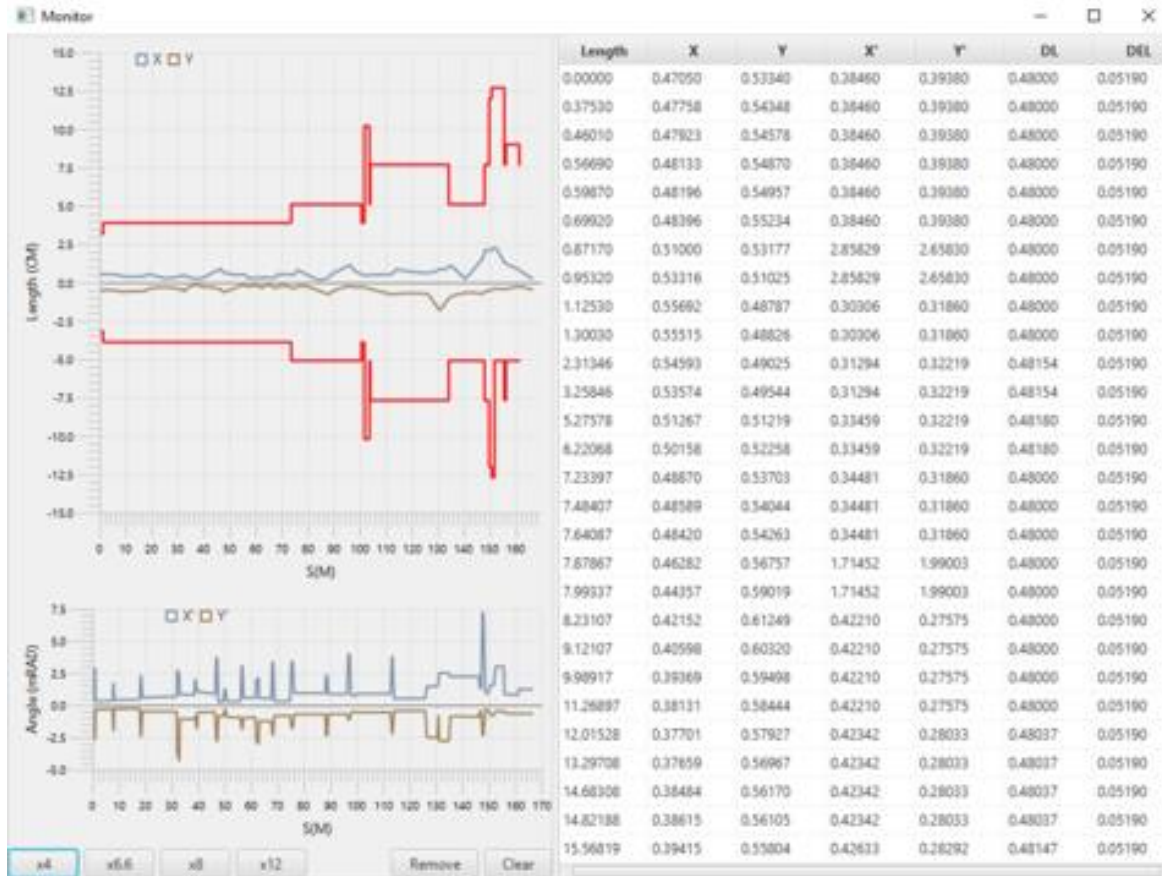 Monitor
X Y
15.0
12.5
10.0
7.5
5.0
2.5
0.0
-2.5
-5.0
-7.5
-10.0
-12.5
-15.0
Length (CM)
0 10 20 30 40 50 60 70 80 90 100 110 120 130 140 150 160
S(M)
X' Y'
7.5
5.0
2.5
0.0
-2.5
-5.0
Angle (mRAD)
0 10 20 30 40 50 60 70 80 90 100 110 120 130 140 150 160 170
S(M)
x4 x6.6 x8 x12 Remove Clear
Length X Y X' Y' DL DEL
0.00000 0.47050 0.53340 0.38460 0.39380 0.48000 0.05190
0.37530 0.47758 0.54348 0.38460 0.39380 0.48000 0.05190
0.46010 0.47923 0.54578 0.38460 0.39380 0.48000 0.05190
0.56690 0.48133 0.54870 0.38460 0.39380 0.48000 0.05190
0.59870 0.48196 0.54957 0.38460 0.39380 0.48000 0.05190
0.69920 0.48396 0.55234 0.38460 0.39380 0.48000 0.05190
0.87170 0.51000 0.53177 2.85829 2.65830 0.48000 0.05190
0.95320 0.53316 0.51025 2.85829 2.65830 0.48000 0.05190
1.12530 0.55692 0.48787 0.30306 0.31860 0.48000 0.05190
1.30030 0.55515 0.48826 0.30306 0.31860 0.48000 0.05190
2.31346 0.54593 0.49025 0.31294 0.32219 0.48154 0.05190
3.25846 0.53574 0.49544 0.31294 0.32219 0.48154 0.05190
5.27578 0.51267 0.51219 0.33459 0.32219 0.48180 0.05190
6.22068 0.50158 0.52258 0.33459 0.32219 0.48180 0.05190
7.23397 0.48870 0.53703 0.34481 0.31860 0.48000 0.05190
7.48407 0.48589 0.54044 0.34481 0.31860 0.48000 0.05190
7.64087 0.48420 0.54263 0.34481 0.31860 0.48000 0.05190
7.87867 0.46282 0.56757 1.71452 1.99003 0.48000 0.05190
7.99337 0.44357 0.59019 1.71452 1.99003 0.48000 0.05190
8.23107 0.42152 0.61249 0.42210 0.27575 0.48000 0.05190
9.12107 0.40598 0.60320 0.42210 0.27575 0.48000 0.05190
9.98917 0.39369 0.59498 0.42210 0.27575 0.48000 0.05190
11.26897 0.38131 0.58444 0.42210 0.27575 0.48000 0.05190
12.01528 0.37701 0.57927 0.42342 0.28033 0.48037 0.05190
13.29708 0.37659 0.56967 0.42342 0.28033 0.48037 0.05190
14.68308 0.38484 0.56170 0.42342 0.28033 0.48037 0.05190
14.82188 0.38615 0.56105 0.42342 0.28033 0.48037 0.05190
15.56819 0.39415 0.55804 0.42633 0.28292 0.48147 0.05190